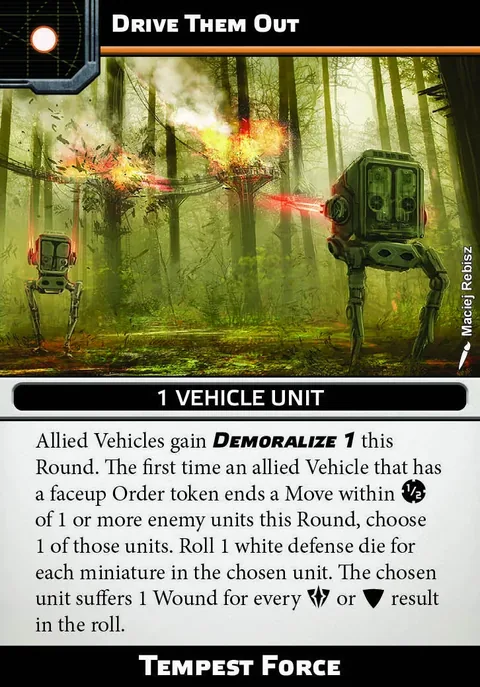 Drive Them Out
Maciej Rebisz
1 VEHICLE UNIT
Allied Vehicles gain Demoralize 1 this
Round. The first time an allied Vehicle that has
a faceup Order token ends a Move within 1/2
of 1 or more enemy units this Round, choose
1 of those units. Roll 1 white defense die for
each miniature in the chosen unit. The chosen
unit suffers 1 Wound for every or result
in the roll.
Tempest Force